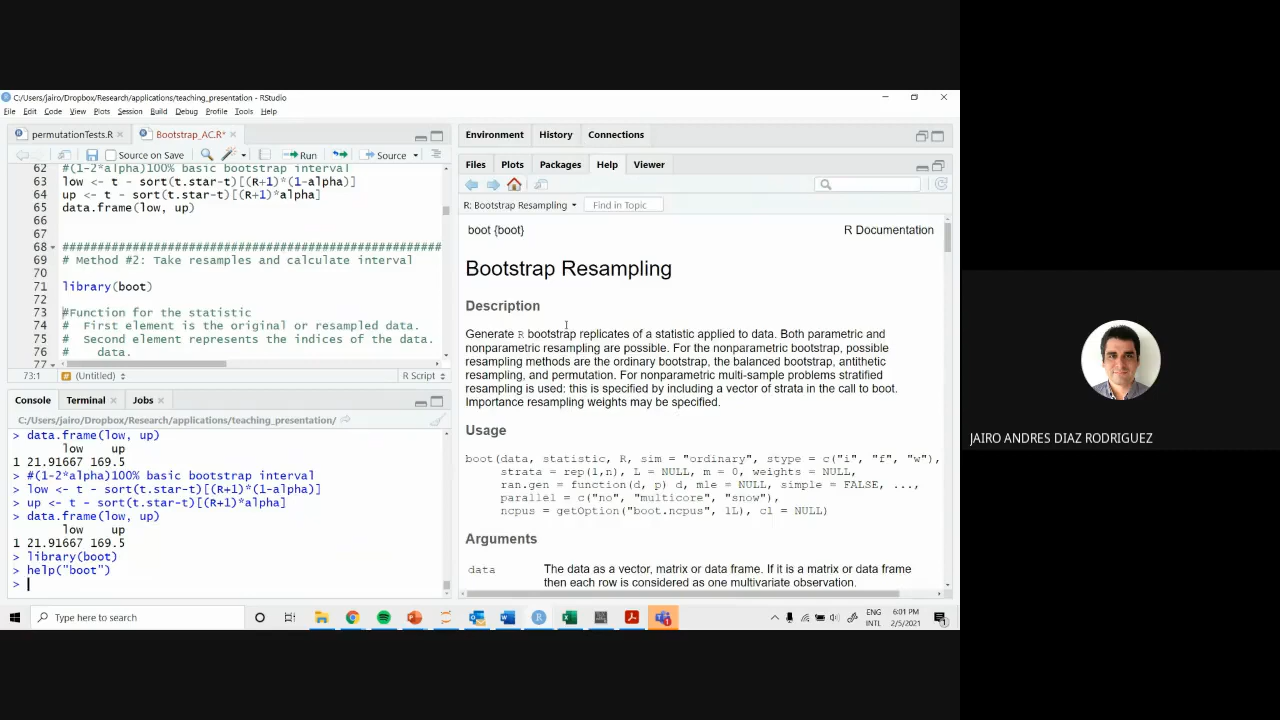 C:/Users/jairo/Dropbox/Research/applications/teaching_presentation - RStudio
File Edit Code View Plots Session Build Debug Profile Tools Help
permutationTests.R
Bootstrap_AC.R*
Source on Save
Run
Source
62 #(1-2*alpha)100% basic bootstrap interval
63 low <- t - sort(t.star-t)[(R+1)*(1-alpha)]
64 up <- t - sort(t.star-t)[(R+1)*alpha]
65 data.frame(low, up)
66
67
68 ####################################################
69 # Method #2: Take resamples and calculate interval
70
71 library(boot)
72
73 #Function for the statistic
74 #  First element is the original or resampled data.
75 #  Second element represents the indices of the data.
76 #    data.
77
73:1
(Untitled)
R Script
Console Terminal Jobs
C:/Users/jairo/Dropbox/Research/applications/teaching_presentation/
> data.frame(low, up)
low up
1 21.91667 169.5
> #(1-2*alpha)100% basic bootstrap interval
> low <- t - sort(t.star-t)[(R+1)*(1-alpha)]
> up <- t - sort(t.star-t)[(R+1)*alpha]
> data.frame(low, up)
low up
1 21.91667 169.5
> library(boot)
> help("boot")
>
Environment History Connections
Files Plots Packages Help Viewer
R: Bootstrap Resampling
Find in Topic
boot {boot}
R Documentation
Bootstrap Resampling
Description
Generate R bootstrap replicates of a statistic applied to data. Both parametric and
nonparametric resampling are possible. For the nonparametric bootstrap, possible
resampling methods are the ordinary bootstrap, the balanced bootstrap, antithetic
resampling, and permutation. For nonparametric multi-sample problems stratified
resampling is used: this is specified by including a vector of strata in the call to boot.
Importance resampling weights may be specified.
Usage
boot(data, statistic, R, sim = "ordinary", stype = c("i", "f", "w"),
strata = rep(1,n), L = NULL, m = 0, weights = NULL,
ran.gen = function(d, p) d, mle = NULL, simple = FALSE, ...,
parallel = c("no", "multicore", "snow"),
ncpus = getOption("boot.ncpus", 1L), cl = NULL)
Arguments
data
The data as a vector, matrix or data frame. If it is a matrix or data frame
then each row is considered as one multivariate observation.
Type here to search
ENG
INTL
6:01 PM
2/5/2021
JAIRO ANDRES DIAZ RODRIGUEZ